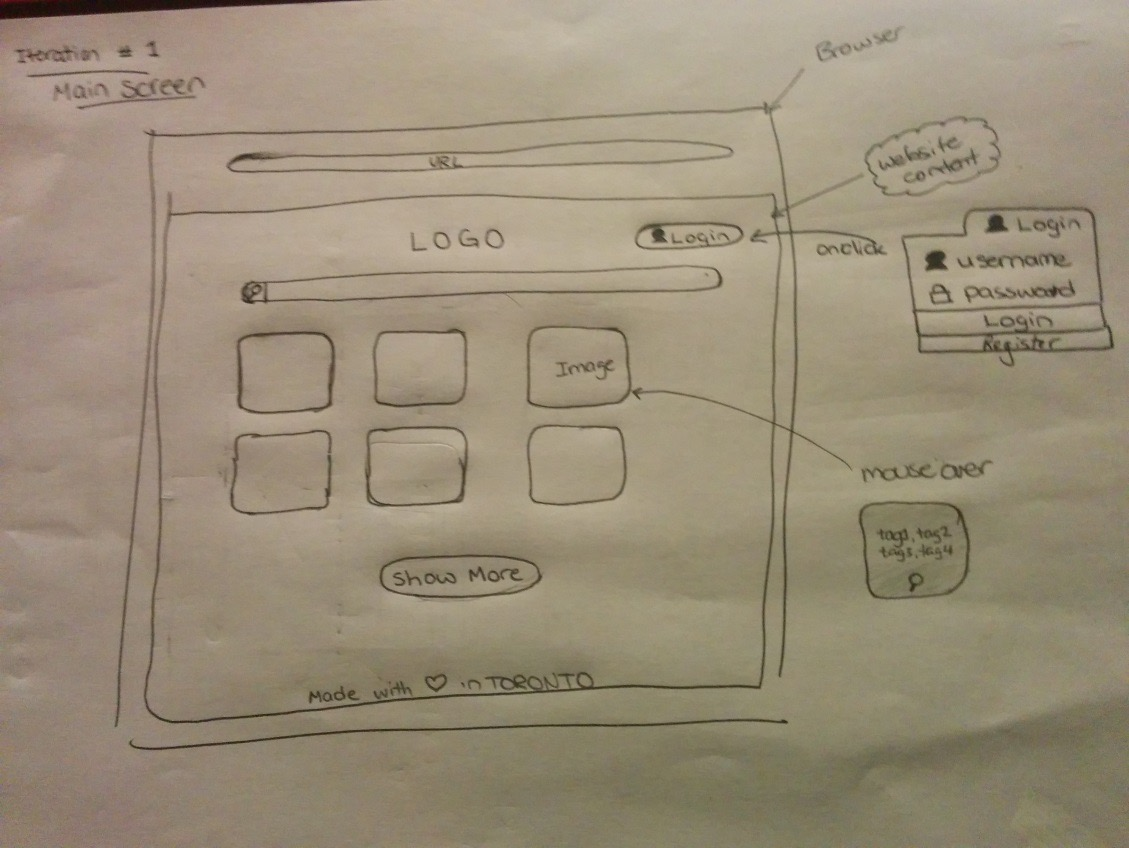 Iteration # 1
Main Screen
Browser
URL
website
content
LOGO
Login
onclick
Login
username
password
Login
Register
Image
mouse over
tag1, tag2
tag3, tag4
Show More
Made with ♡ in TORONTO